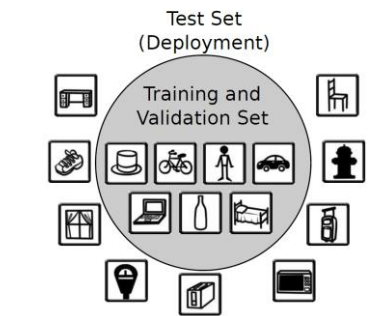 Test Set
(Deployment)
Training and
Validation Set